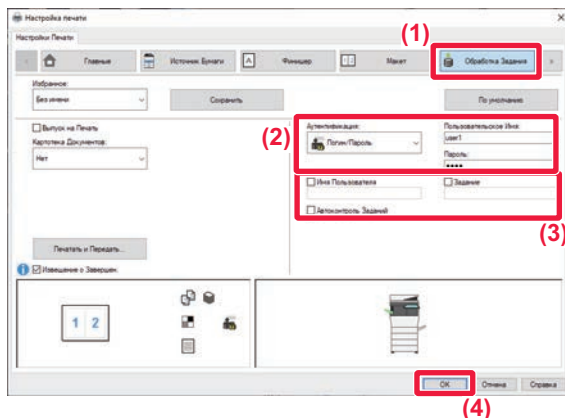 Настройка печати
Настройки Печати
(1)
Главные
Источник Бумаги
Финишер
Макет
Обработка Задания
Избранное:
Без имени
Сохранить
По умолчанию
Выпуск на Печать
Картотека Документов:
Нет
(2)
Аутентификация:
Логин/Пароль
Пользовательское Имя:
user1
Пароль:
••••
Имя Пользователя
Задание
Автоконтроль Заданий
(3)
Печатать и Передать...
Извещение о Завершен:
1 2
OK
Отмена
Справка
(4)